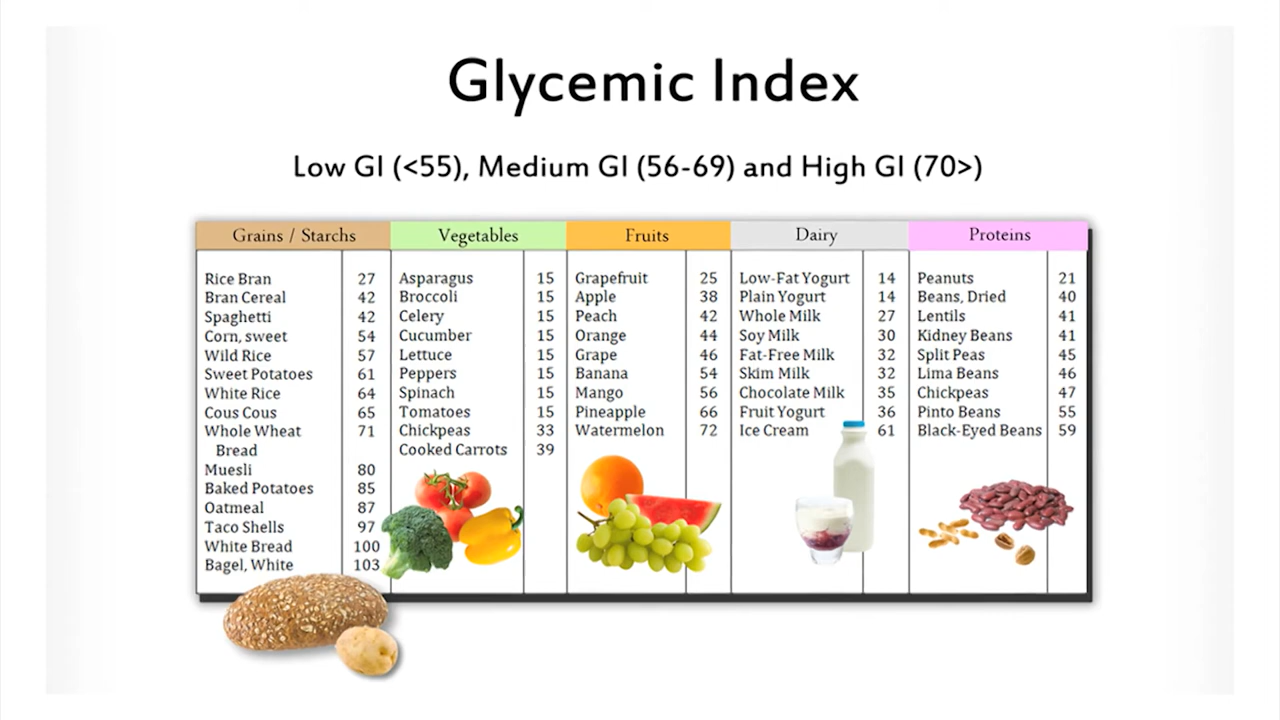 Glycemic Index
Low GI (<55), Medium GI (56-69) and High GI (70>)
Grains / Starchs
Rice Bran 27
Bran Cereal 42
Spaghetti 42
Corn, sweet 54
Wild Rice 57
Sweet Potatoes 61
White Rice 64
Cous Cous 65
Whole Wheat 71
Bread
Muesli 80
Baked Potatoes 85
Oatmeal 87
Taco Shells 97
White Bread 100
Bagel, White 103
Vegetables
Asparagus 15
Broccoli 15
Celery 15
Cucumber 15
Lettuce 15
Peppers 15
Spinach 15
Tomatoes 15
Chickpeas 33
Cooked Carrots 39
Fruits
Grapefruit 25
Apple 38
Peach 42
Orange 44
Grape 46
Banana 54
Mango 56
Pineapple 66
Watermelon 72
Dairy
Low-Fat Yogurt 14
Plain Yogurt 14
Whole Milk 27
Soy Milk 30
Fat-Free Milk 32
Skim Milk 32
Chocolate Milk 35
Fruit Yogurt 36
Ice Cream 61
Proteins
Peanuts 21
Beans, Dried 40
Lentils 41
Kidney Beans 41
Split Peas 45
Lima Beans 46
Chickpeas 47
Pinto Beans 55
Black-Eyed Beans 59